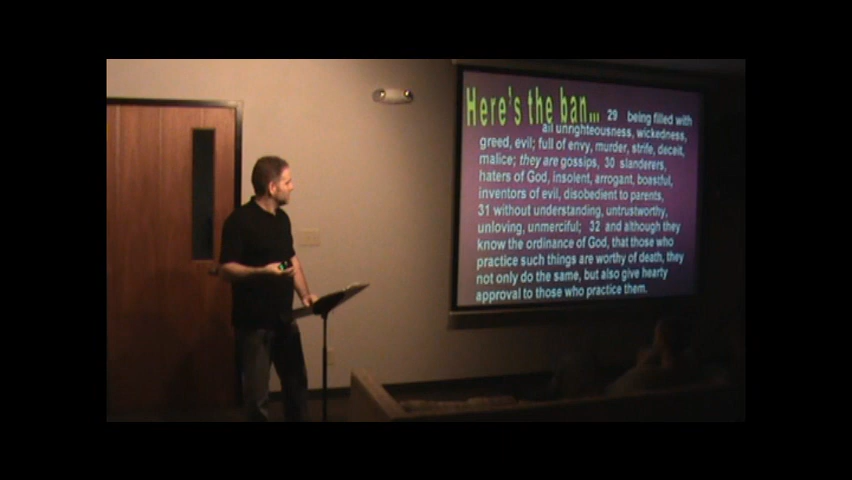 Here's the ban... 29 being filled with
all unrighteousness, wickedness,
greed, evil; full of envy, murder, strife, deceit,
malice; they are gossips, 30 slanderers,
haters of God, insolent, arrogant, boastful,
inventors of evil, disobedient to parents,
31 without understanding, untrustworthy,
unloving, unmerciful; 32 and although they
know the ordinance of God, that those who
practice such things are worthy of death, they
not only do the same, but also give hearty
approval to those who practice them.